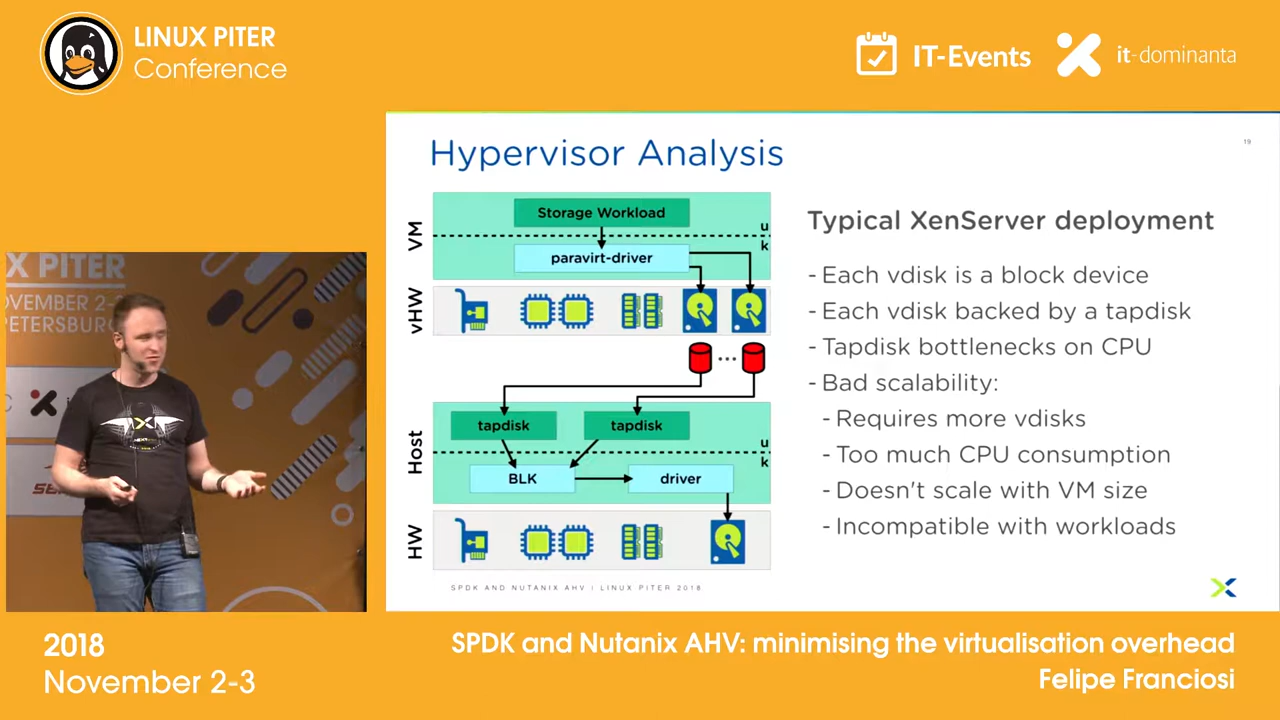 LINUX PITER
Conference
IT-Events
it-dominanta
Hypervisor Analysis
19
VM
Storage Workload
u
k
paravirt-driver
vHW
...
Host
tapdisk
tapdisk
u
k
BLK
driver
HW
Typical XenServer deployment
- Each vdisk is a block device
- Each vdisk backed by a tapdisk
- Tapdisk bottlenecks on CPU
- Bad scalability:
- Requires more vdisks
- Too much CPU consumption
- Doesn't scale with VM size
- Incompatible with workloads
SPDK AND NUTANIX AHV | LINUX PITER 2018
X PITER
OVEMBER 2-
PETERSBUR
2018
November 2-3
SPDK and Nutanix AHV: minimising the virtualisation overhead
Felipe Franciosi